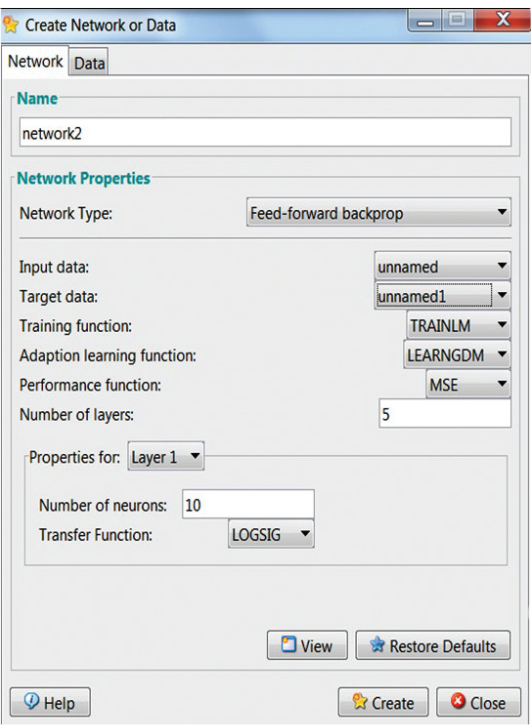 Create Network or Data
Network Data
Name
network2
Network Properties
Network Type: Feed-forward backprop
Input data: unnamed
Target data: unnamed1
Training function: TRAINLM
Adaption learning function: LEARNGDM
Performance function: MSE
Number of layers: 5
Properties for: Layer 1
Number of neurons: 10
Transfer Function: LOGSIG
View Restore Defaults
Help Create Close